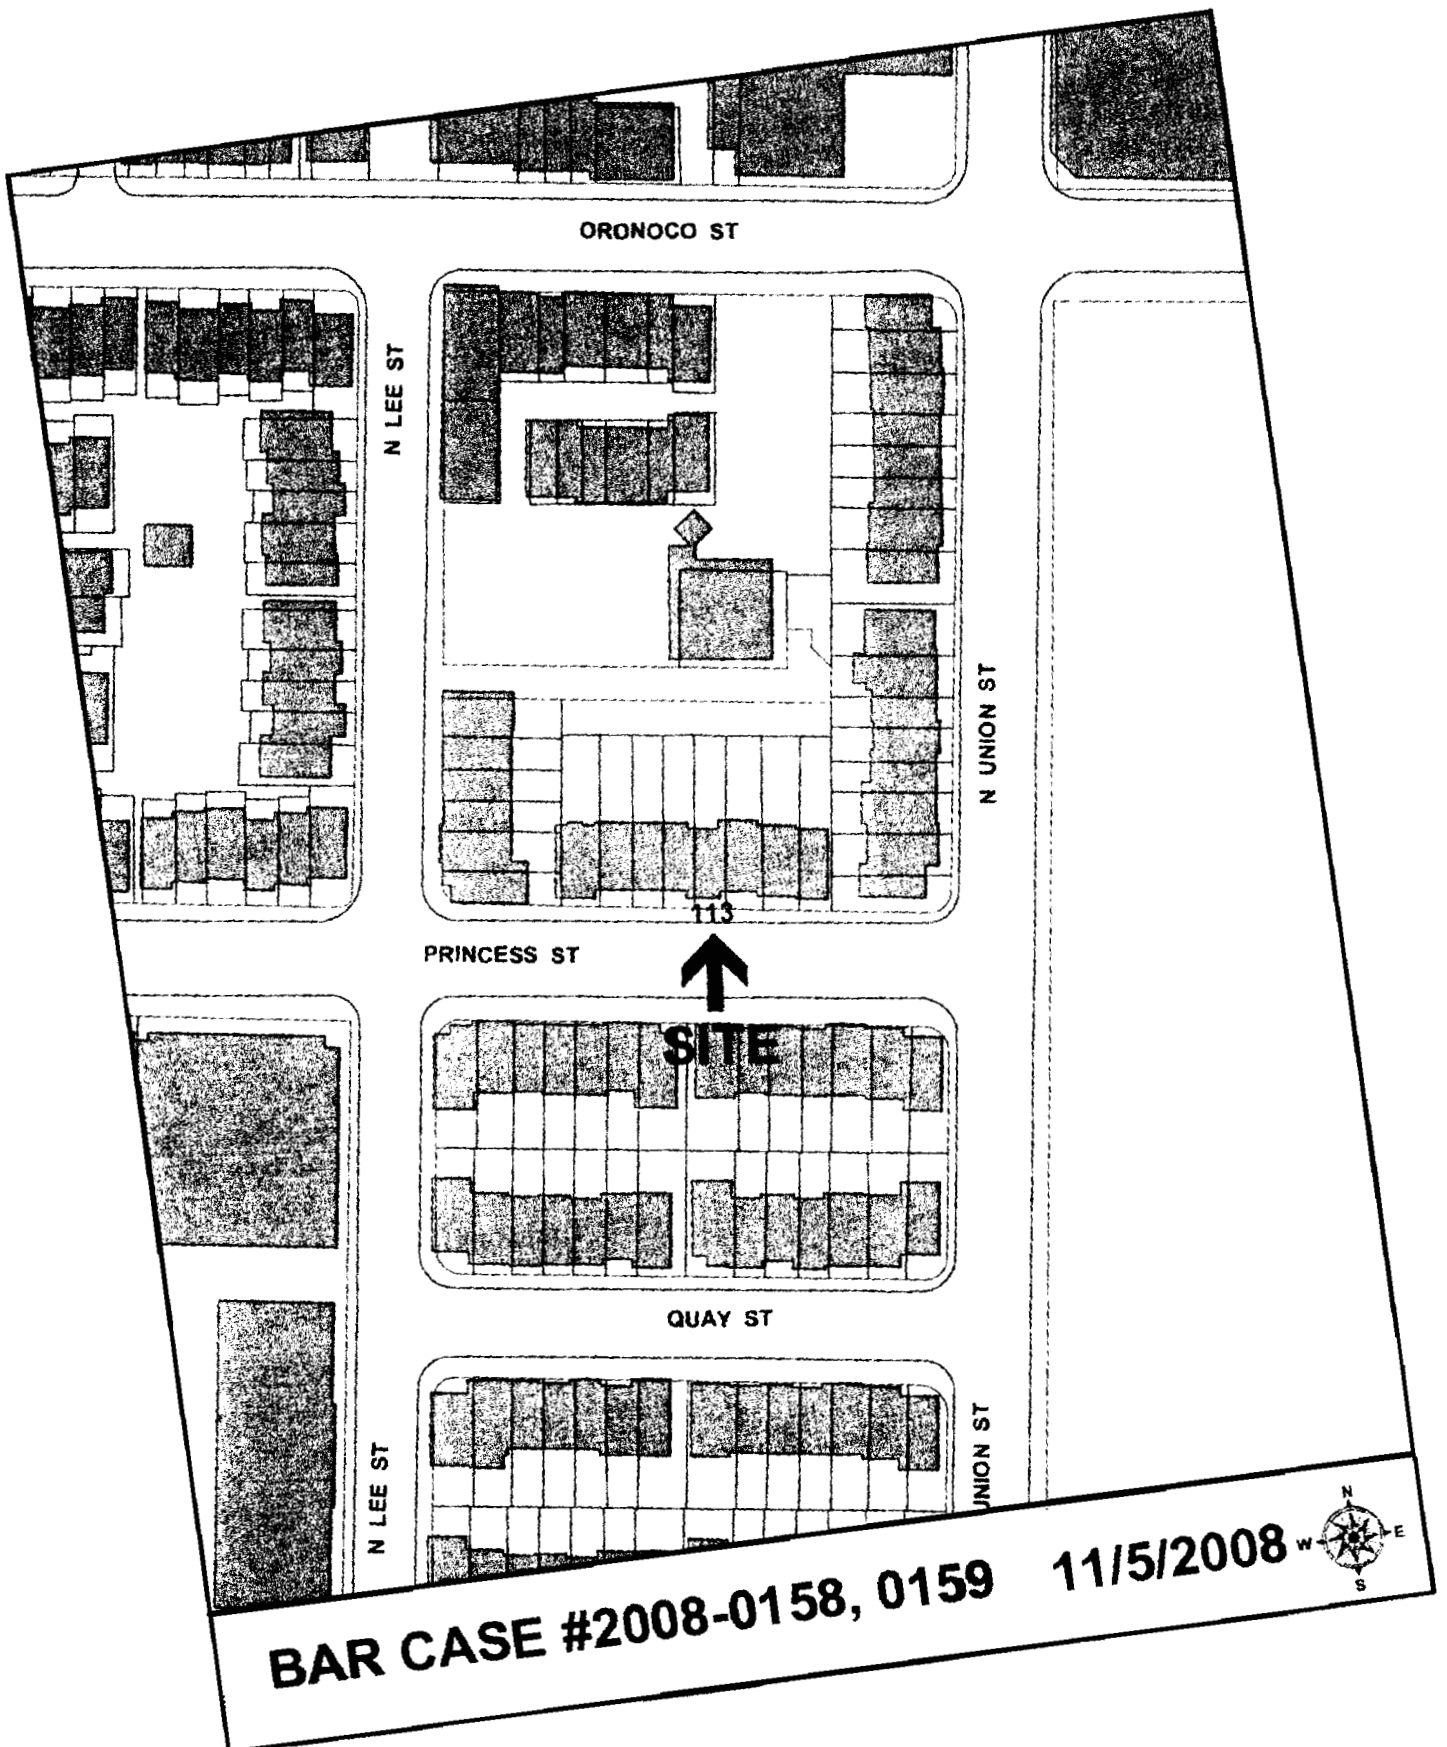 ORONOCO ST
N LEE ST
N UNION ST
113
PRINCESS ST
SITE
QUAY ST
N LEE ST
UNION ST
N
W E
S
BAR CASE #2008-0158, 0159 11/5/2008